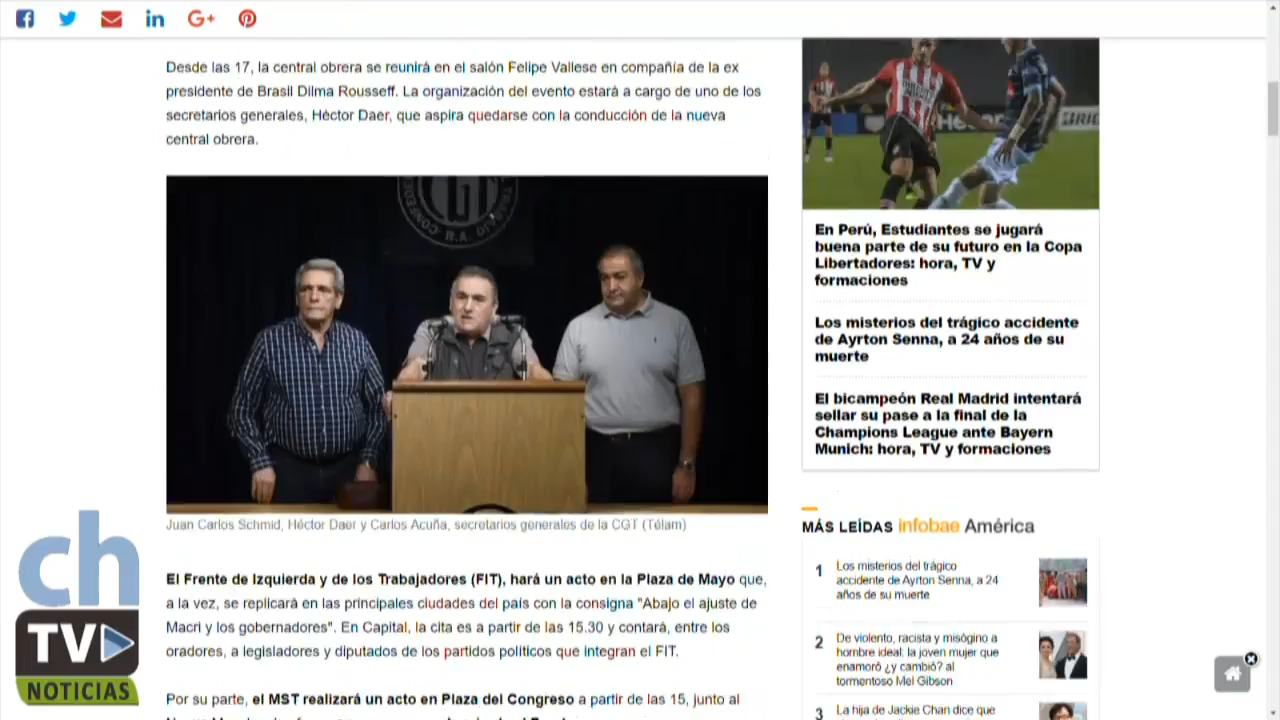 Desde las 17, la central obrera se reunirá en el salón Felipe Vallese en compañía de la ex
presidente de Brasil Dilma Rousseff. La organización del evento estará a cargo de uno de los
secretarios generales, Héctor Daer, que aspira quedarse con la conducción de la nueva
central obrera.
Juan Carlos Schmid, Héctor Daer y Carlos Acuña, secretarios generales de la CGT (Télam)
El Frente de Izquierda y de los Trabajadores (FIT), hará un acto en la Plaza de Mayo que,
a la vez, se replicará en las principales ciudades del país con la consigna "Abajo el ajuste de
Macri y los gobernadores". En Capital, la cita es a partir de las 15.30 y contará, entre los
oradores, a legisladores y diputados de los partidos políticos que integran el FIT.
Por su parte, el MST realizará un acto en Plaza del Congreso a partir de las 15, junto al
En Perú, Estudiantes se jugará
buena parte de su futuro en la Copa
Libertadores: hora, TV y
formaciones
Los misterios del trágico accidente
de Ayrton Senna, a 24 años de su
muerte
El bicampeón Real Madrid intentará
sellar su pase a la final de la
Champions League ante Bayern
Munich: hora, TV y formaciones
MÁS LEÍDAS infobae América
1 Los misterios del trágico
accidente de Ayrton Senna, a 24
años de su muerte
2 De violento, racista y misógino a
hombre ideal: la joven mujer que
enamoró ¿y cambió? al
tormentoso Mel Gibson
3 La hija de Jackie Chan dice que
ch
TV
NOTICIAS